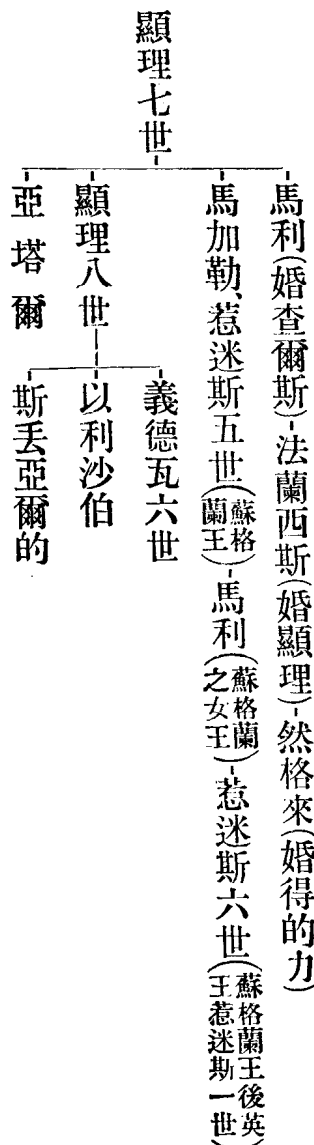 顯理七世
馬利(婚查爾斯)-法蘭西斯(婚顯理)-然格來(婚得的力)
馬加勒、惹迷斯五世(蘇格蘭王)-馬利(蘇格蘭之女王)-惹迷斯六世(蘇格蘭王後英王惹迷斯一世)
顯理八世
亞塔爾
義德瓦六世
以利沙伯
斯丟亞爾的